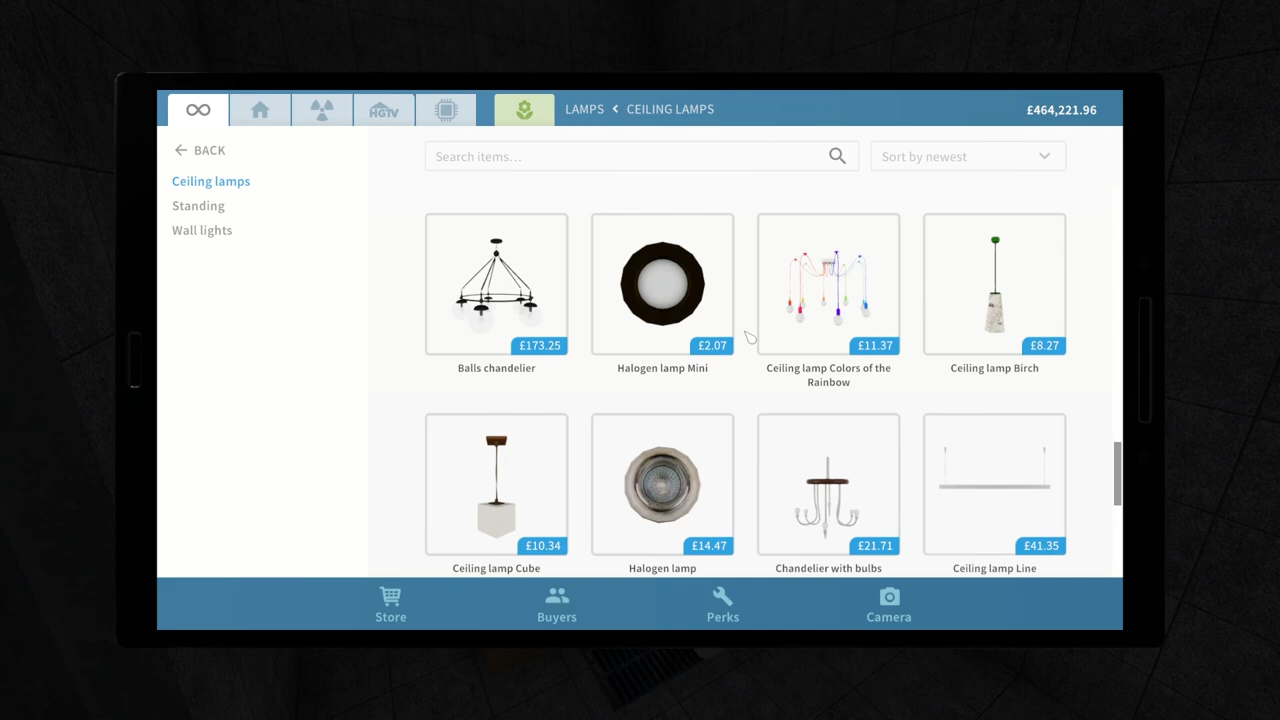 HGTV
LAMPS < CEILING LAMPS
£464,221.96
BACK
Search items...
Sort by newest
Ceiling lamps
Standing
Wall lights
£173.25
£2.07
£11.37
£8.27
Balls chandelier
Halogen lamp Mini
Ceiling lamp Colors of the
Rainbow
Ceiling lamp Birch
£10.34
£14.47
£21.71
£41.35
Ceiling lamp Cube
Halogen lamp
Chandelier with bulbs
Ceiling lamp Line
Store
Buyers
Perks
Camera